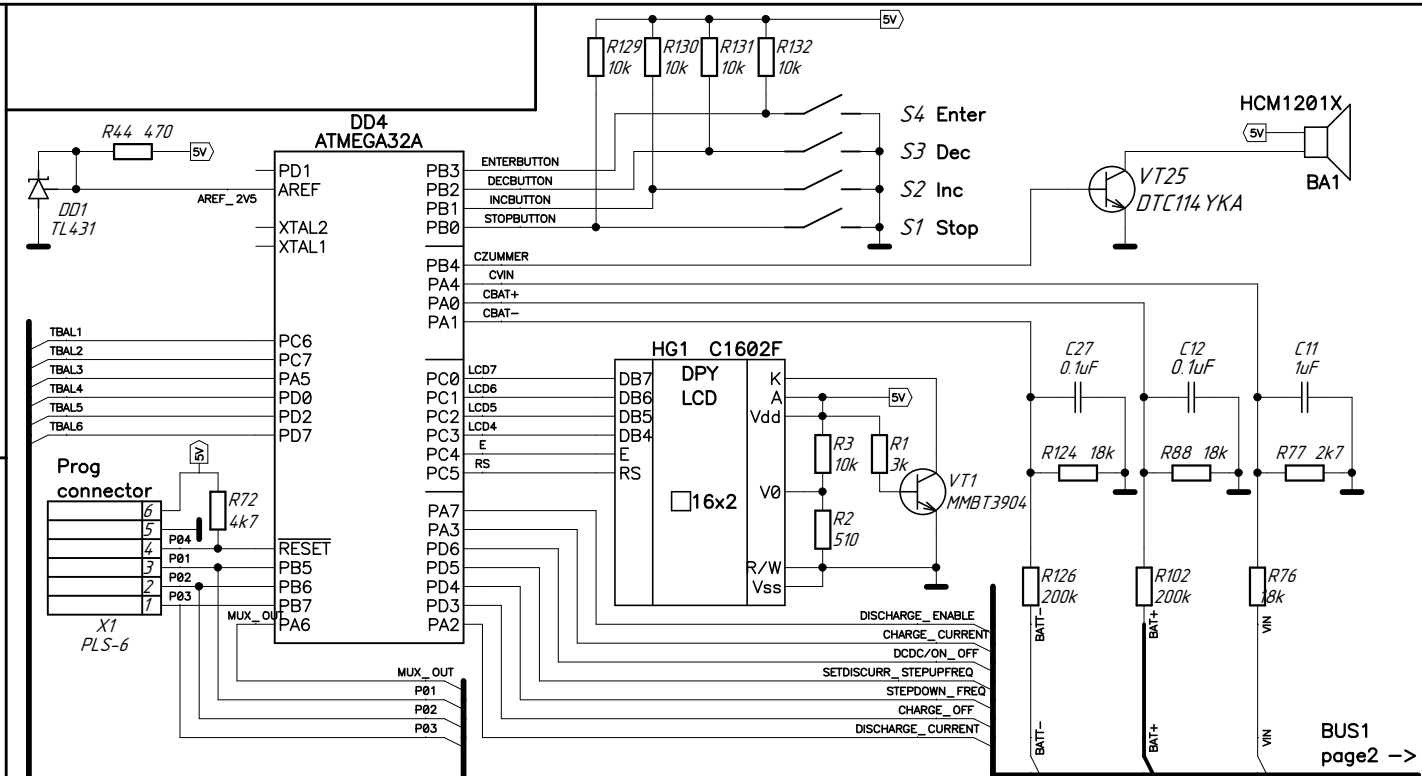 5V
R129 10k
R130 10k
R131 10k
R132 10k
S4 Enter
S3 Dec
S2 Inc
S1 Stop
HCM1201X
5V
BA1
VT25
DTC114YKA
R44 470
5V
DD1
TL431
AREF_2V5
DD4
ATMEGA32A
PD1
AREF
XTAL2
XTAL1
PC6
PC7
PA5
PD0
PD2
PD7
RESET
PB5
PB6
PB7
PA6
PB3
PB2
PB1
PB0
PB4
PA4
PA0
PA1
PC0
PC1
PC2
PC3
PC4
PC5
PA7
PA3
PD6
PD5
PD4
PD3
PA2
ENTERBUTTON
DECBUTTON
INCBUTTON
STOPBUTTON
CZUMMER
CVIN
CBAT+
CBAT-
LCD7
LCD6
LCD5
LCD4
E
RS
TBAL1
TBAL2
TBAL3
TBAL4
TBAL5
TBAL6
Prog
connector
5V
R72
4k7
6
5
4
3
2
1
P04
P01
P02
P03
X1
PLS-6
MUX_OUT
MUX_OUT
P01
P02
P03
HG1 C1602F
DPY
LCD
16x2
DB7
DB6
DB5
DB4
E
RS
K
A
Vdd
V0
R/W
Vss
5V
R3
10k
R1
3k
R2
510
VT1
MMBT3904
DISCHARGE_ENABLE
CHARGE_CURRENT
DCDC/ON_OFF
SETDISCURR_STEPUPFREQ
STEPDOWN_FREQ
CHARGE_OFF
DISCHARGE_CURRENT
C27
0.1uF
C12
0.1uF
C11
1uF
R124 18k
R88 18k
R77 2k7
R126
200k
R102
200k
R76
18k
BATT-
BAT+
VIN
BATT-
BAT+
VIN
BUS1
page2 ->